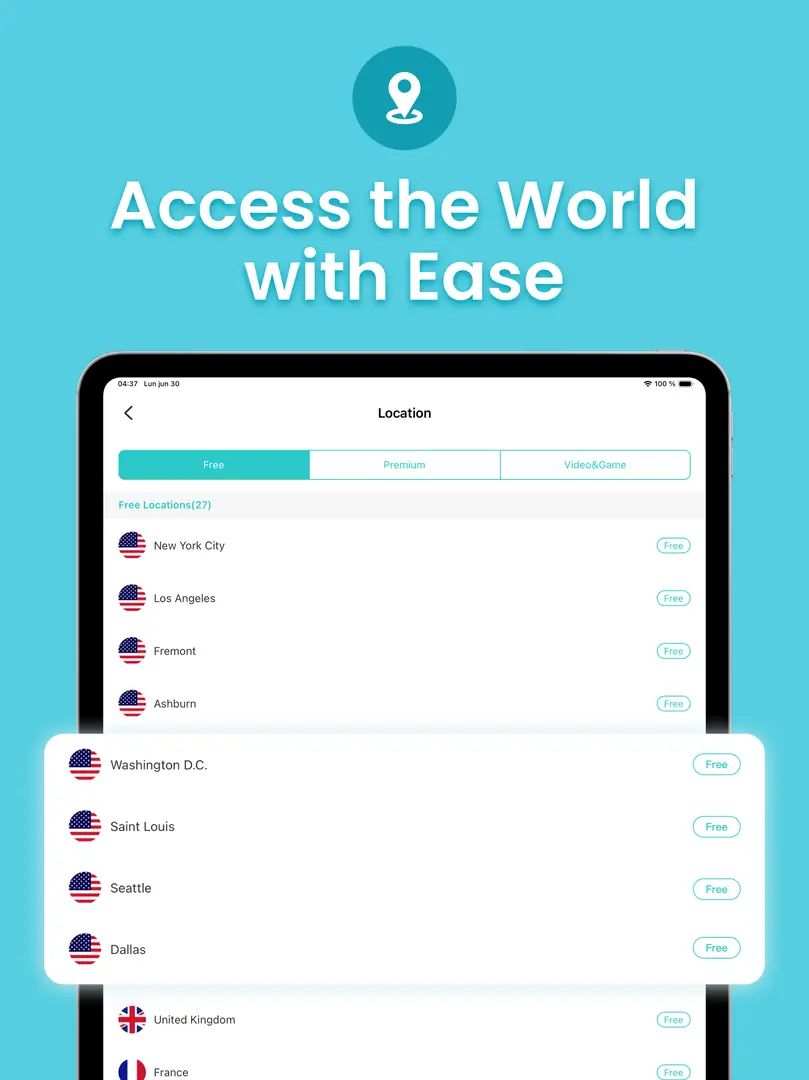 Access the World
with Ease
04:37 Lun jun 30
100 %
Location
Free
Premium
Video&Game
Free Locations(27)
New York City
Free
Los Angeles
Free
Fremont
Free
Ashburn
Free
Washington D.C.
Free
Saint Louis
Free
Seattle
Free
Dallas
Free
United Kingdom
Free
France
Free